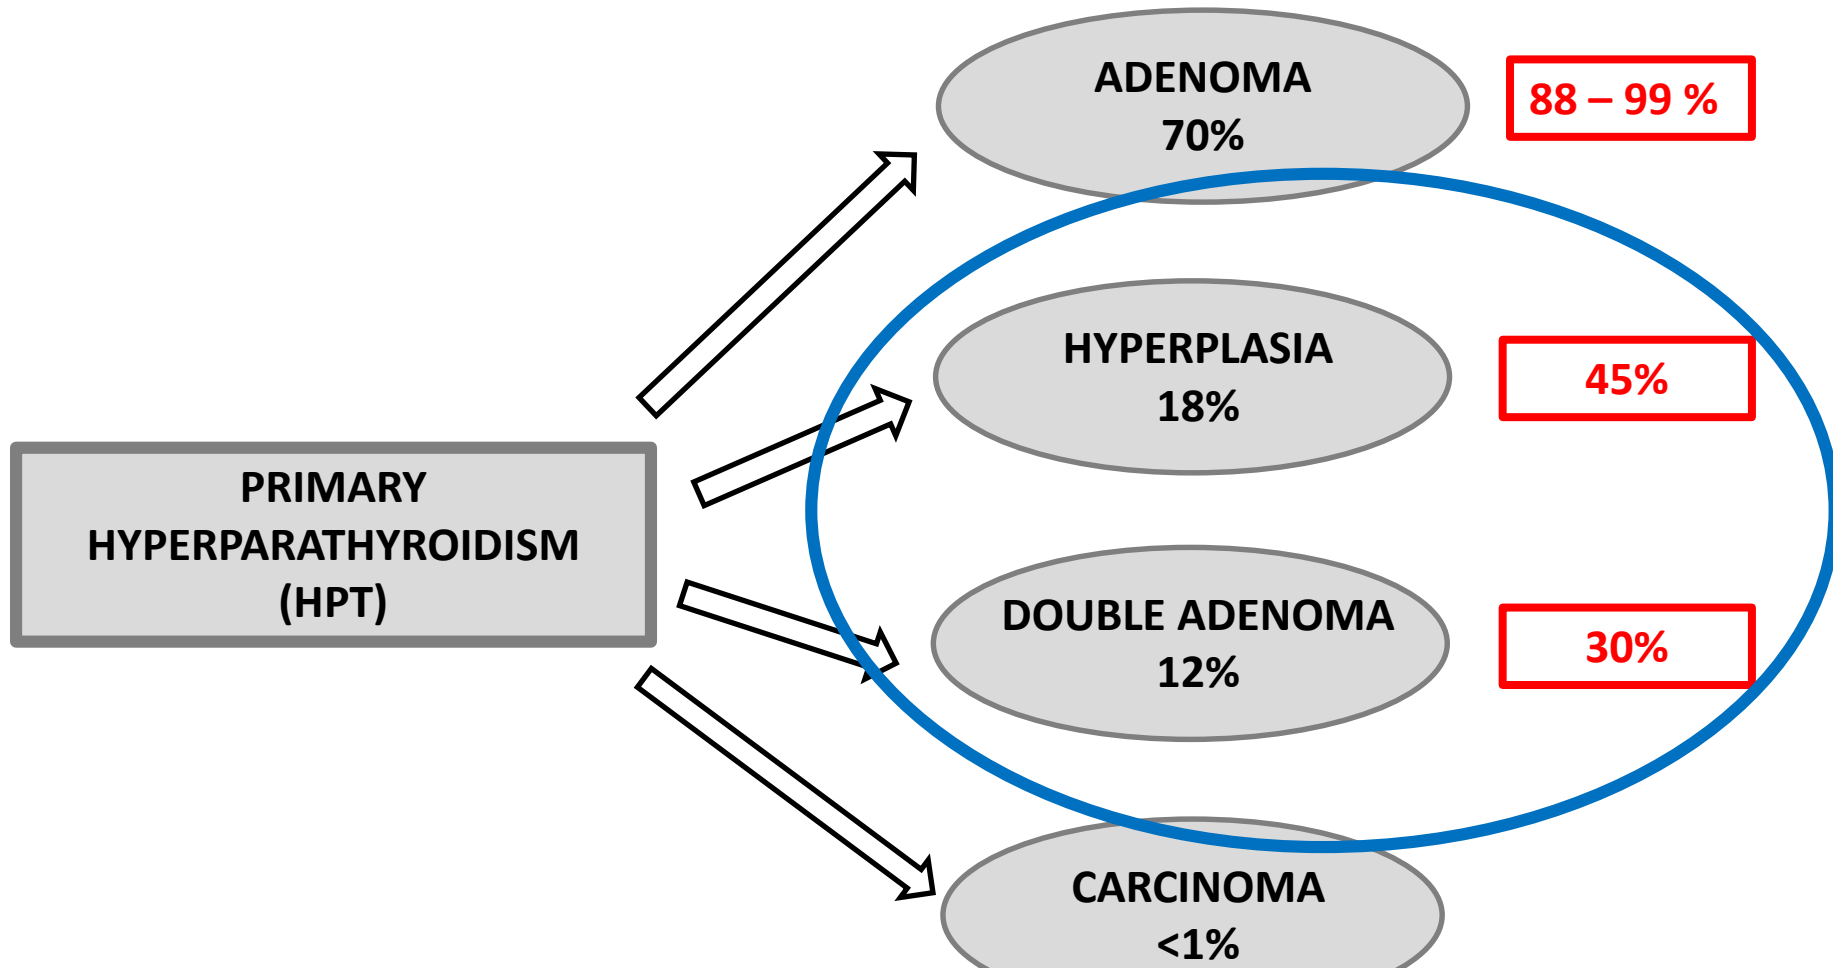 ADENOMA
70%
88 – 99 %
HYPERPLASIA
18%
45%
PRIMARY
HYPERPARATHYROIDISM
(HPT)
DOUBLE ADENOMA
12%
30%
CARCINOMA
<1%